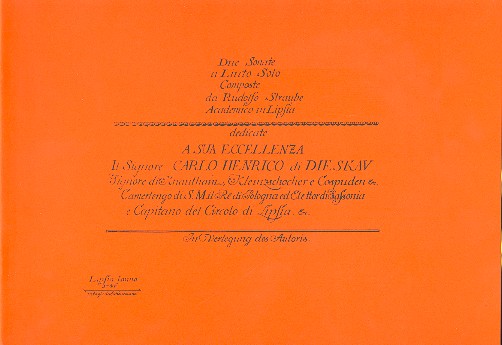 Due Sonate
a Liuto Solo
Composte
da Rudolfo Straube
Academico in Lipsia
dedicate
A SUA ECCELLENZA
Il Signore CARLO HENRICO di DIESKAU
Signore di Knauthain, Kleinzschocher e Cospuden &c.
Camerlengo di S. M. il Re di Pologna ed Elettor di Sassonia
e Capitano del Circolo di Lipsia. &c.
In Verlegung des Autoris.
Lipsia Anno